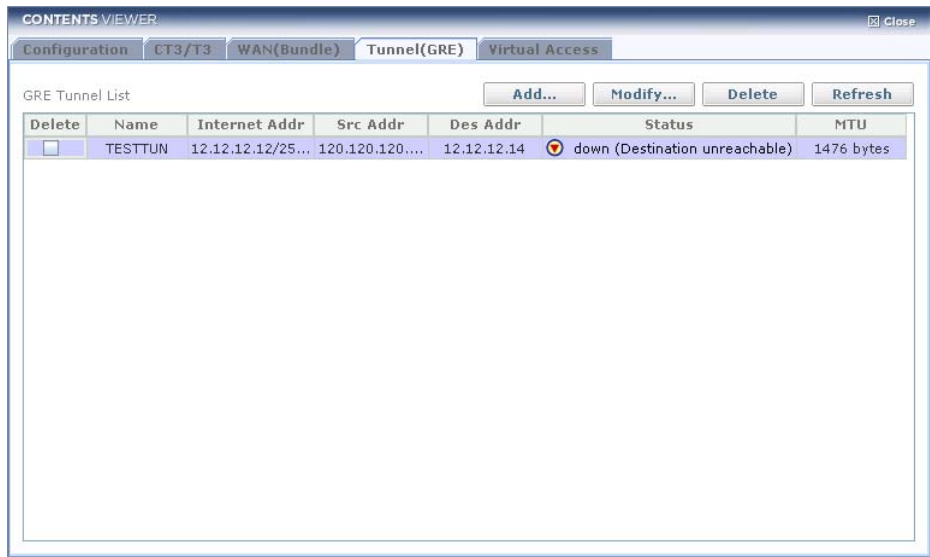 CONTENTS VIEWER
Close
Configuration CT3/T3 WAN(Bundle) Tunnel(GRE) Virtual Access
GRE Tunnel List Add... Modify... Delete Refresh
Delete Name Internet Addr Src Addr Des Addr Status MTU
TESTTUN 12.12.12.12/25... 120.120.120.... 12.12.12.14 down (Destination unreachable) 1476 bytes